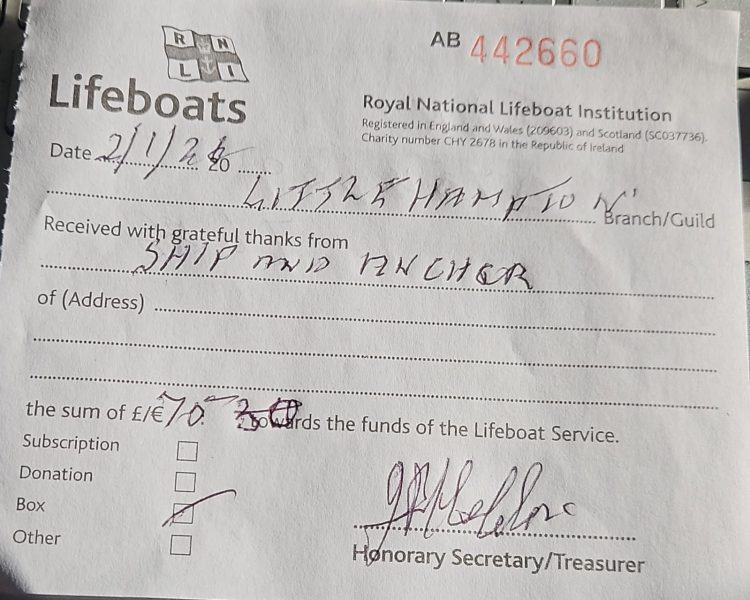 RNLI
Lifeboats
AB 442660
Royal National Lifeboat Institution
Registered in England and Wales (209603) and Scotland (SC037736).
Charity number CHY 2678 in the Republic of Ireland
Date 2/1/26 20
LITTLEHAMPTON Branch/Guild
Received with grateful thanks from
SHIP AND ANCHER
of (Address)
the sum of £/€ 70. towards the funds of the Lifeboat Service.
Subscription
Donation
Box
Other
Honorary Secretary/Treasurer